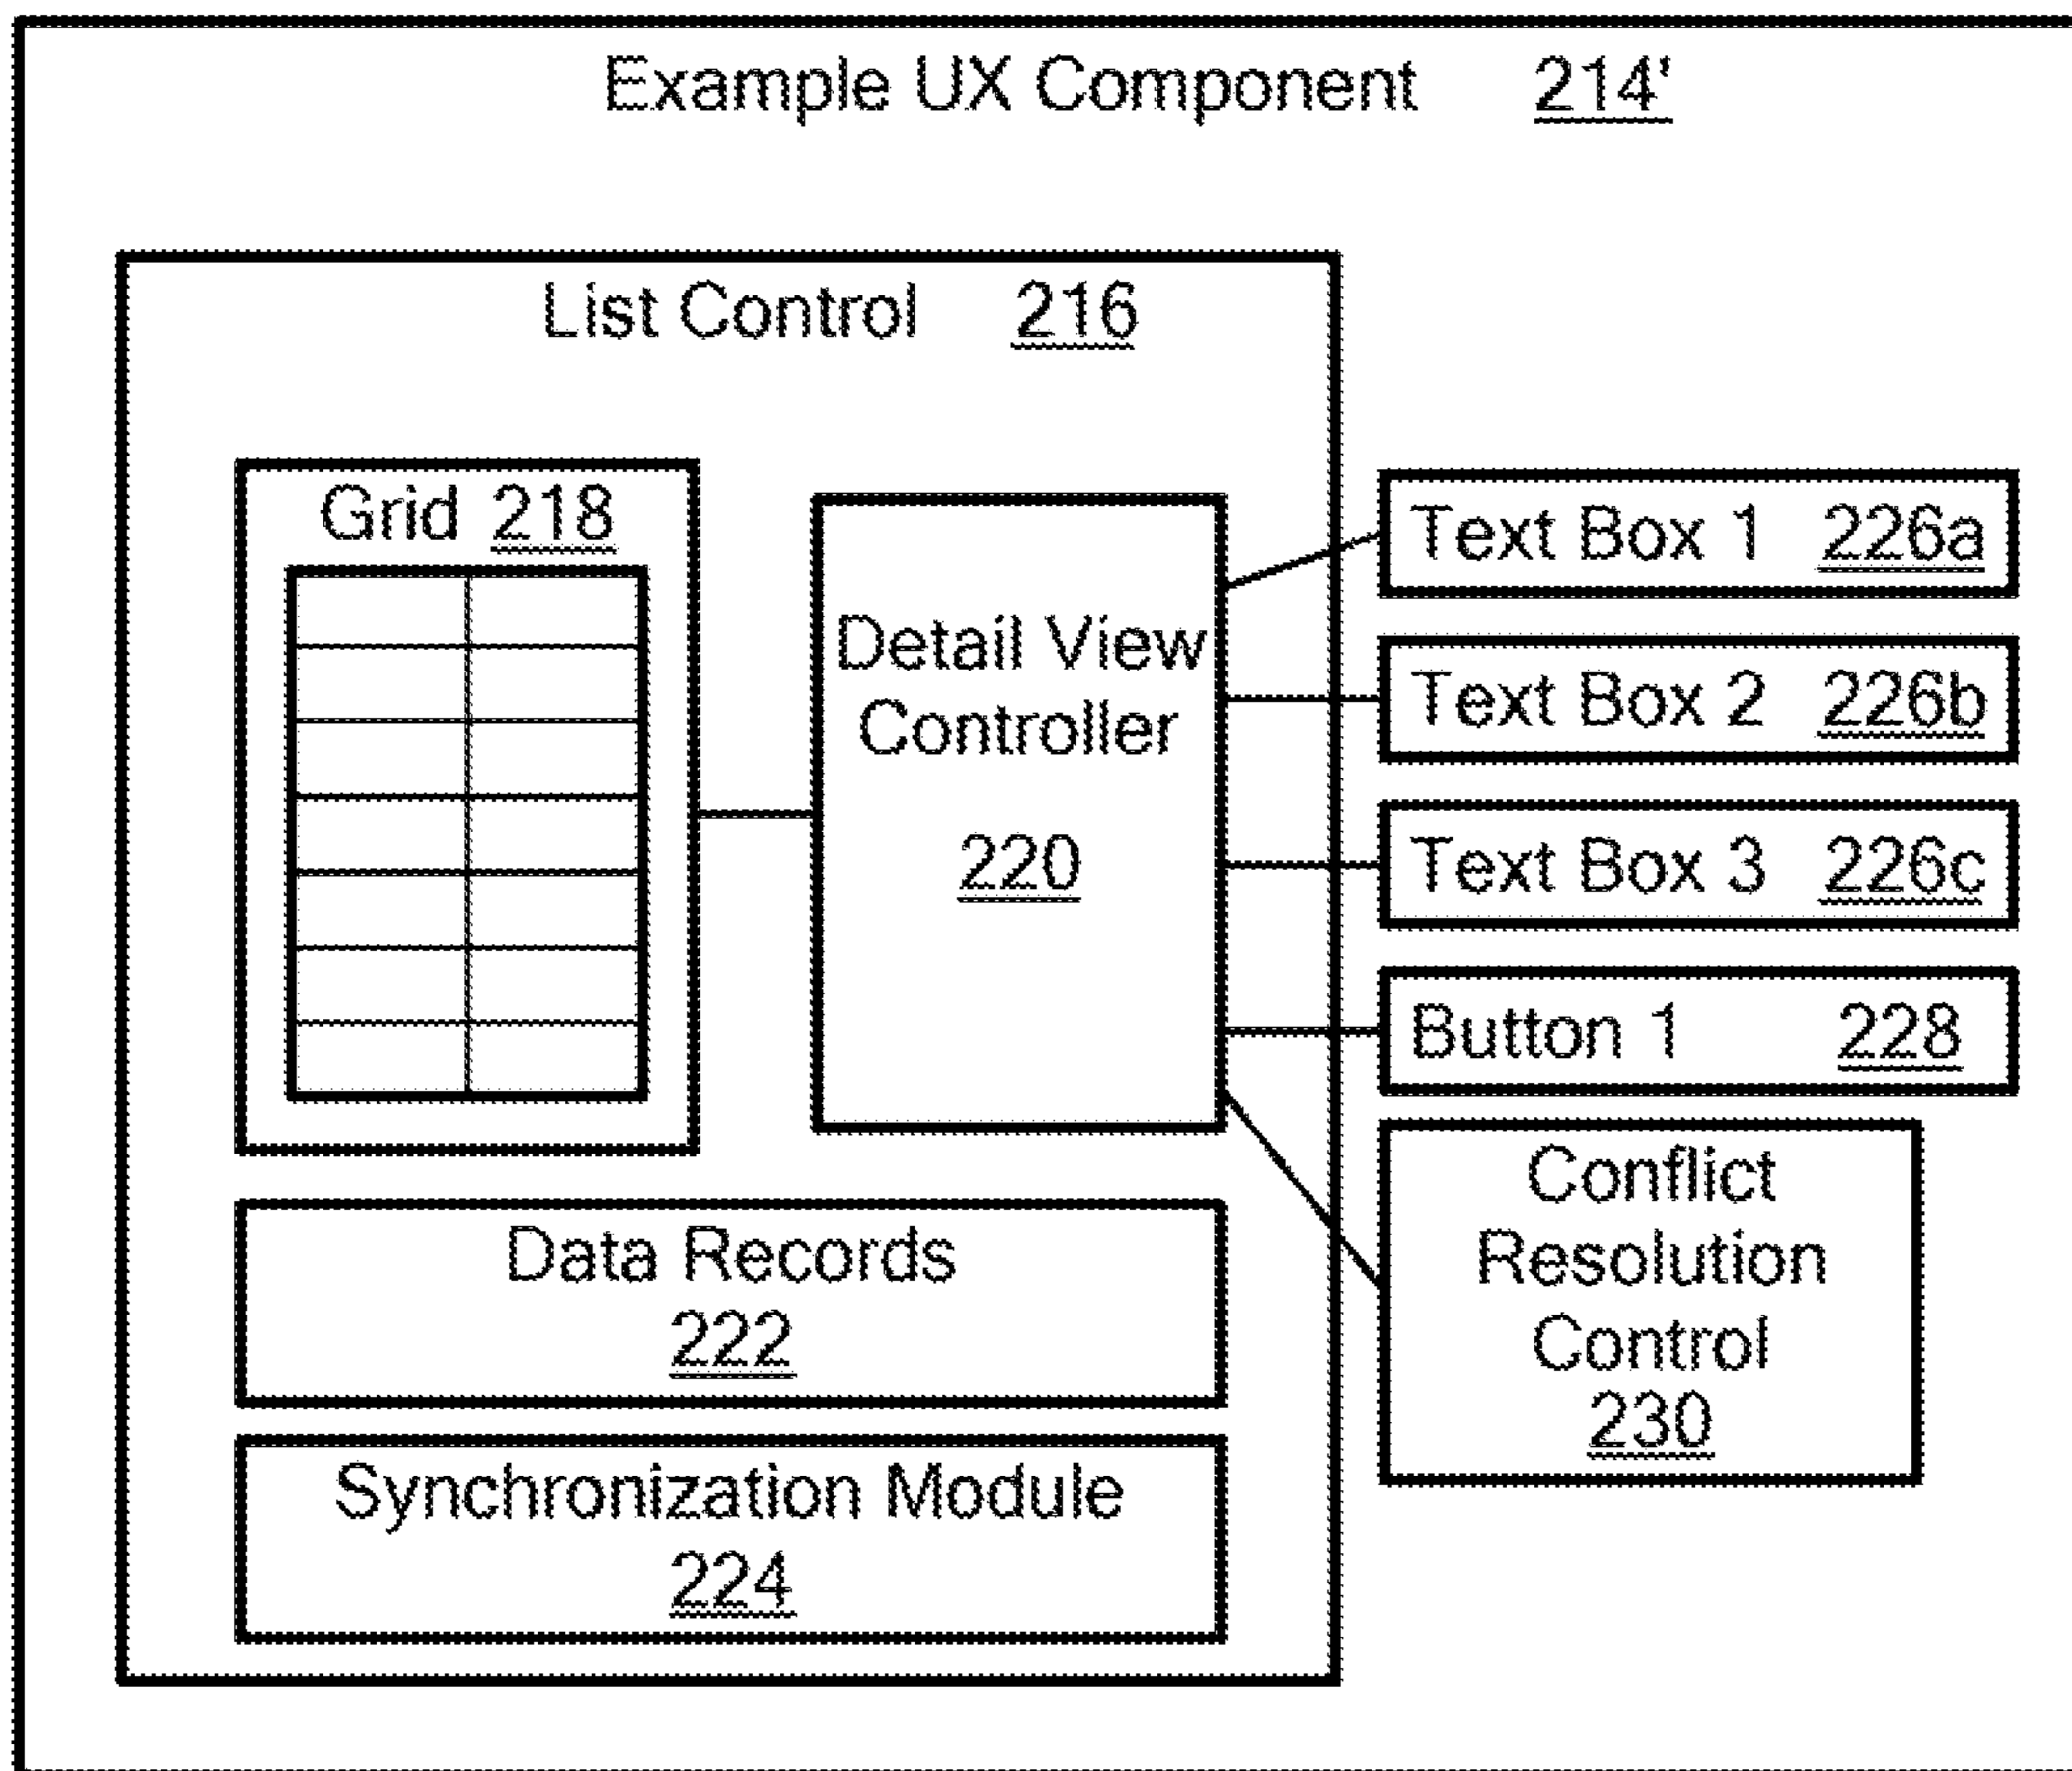 Example UX Component 214'
List Control 216
Grid 218
Detail View
Controller
220
Text Box 1 226a
Text Box 2 226b
Text Box 3 226c
Button 1 228
Conflict
Resolution
Control
230
Data Records
222
Synchronization Module
224